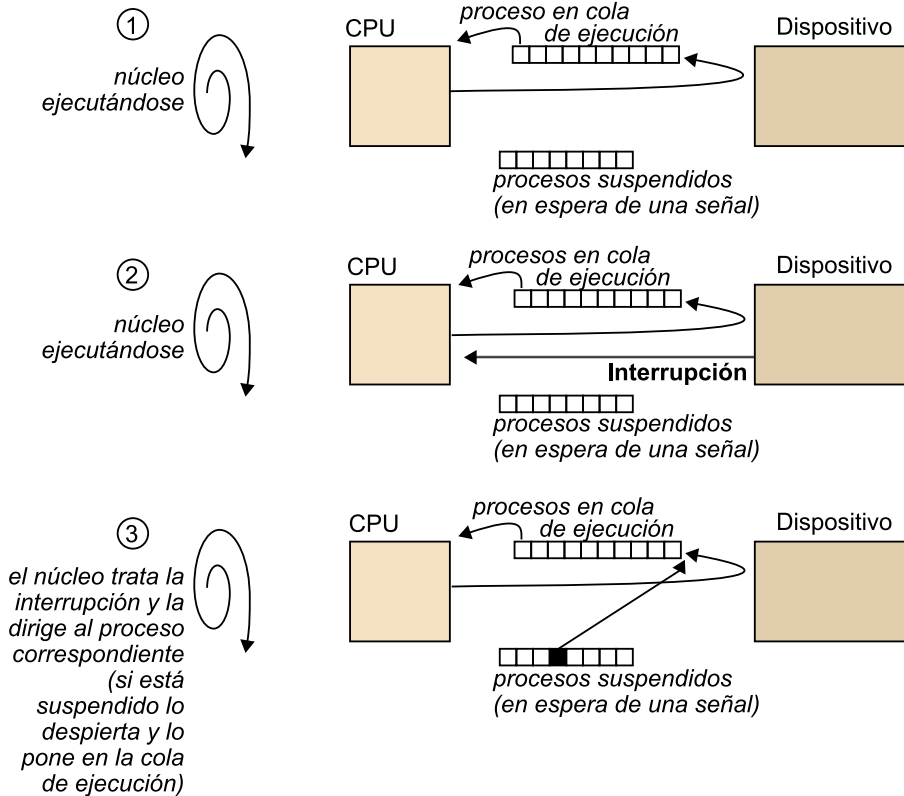 1
núcleo
ejecutándose
CPU
proceso en cola
de ejecución
Dispositivo
procesos suspendidos
(en espera de una señal)
2
núcleo
ejecutándose
CPU
procesos en cola
de ejecución
Dispositivo
Interrupción
procesos suspendidos
(en espera de una señal)
3
el núcleo trata la
interrupción y la
dirige al proceso
correspondiente
(si está
suspendido lo
despierta y lo
pone en la cola
de ejecución)
CPU
procesos en cola
de ejecución
Dispositivo
procesos suspendidos
(en espera de una señal)